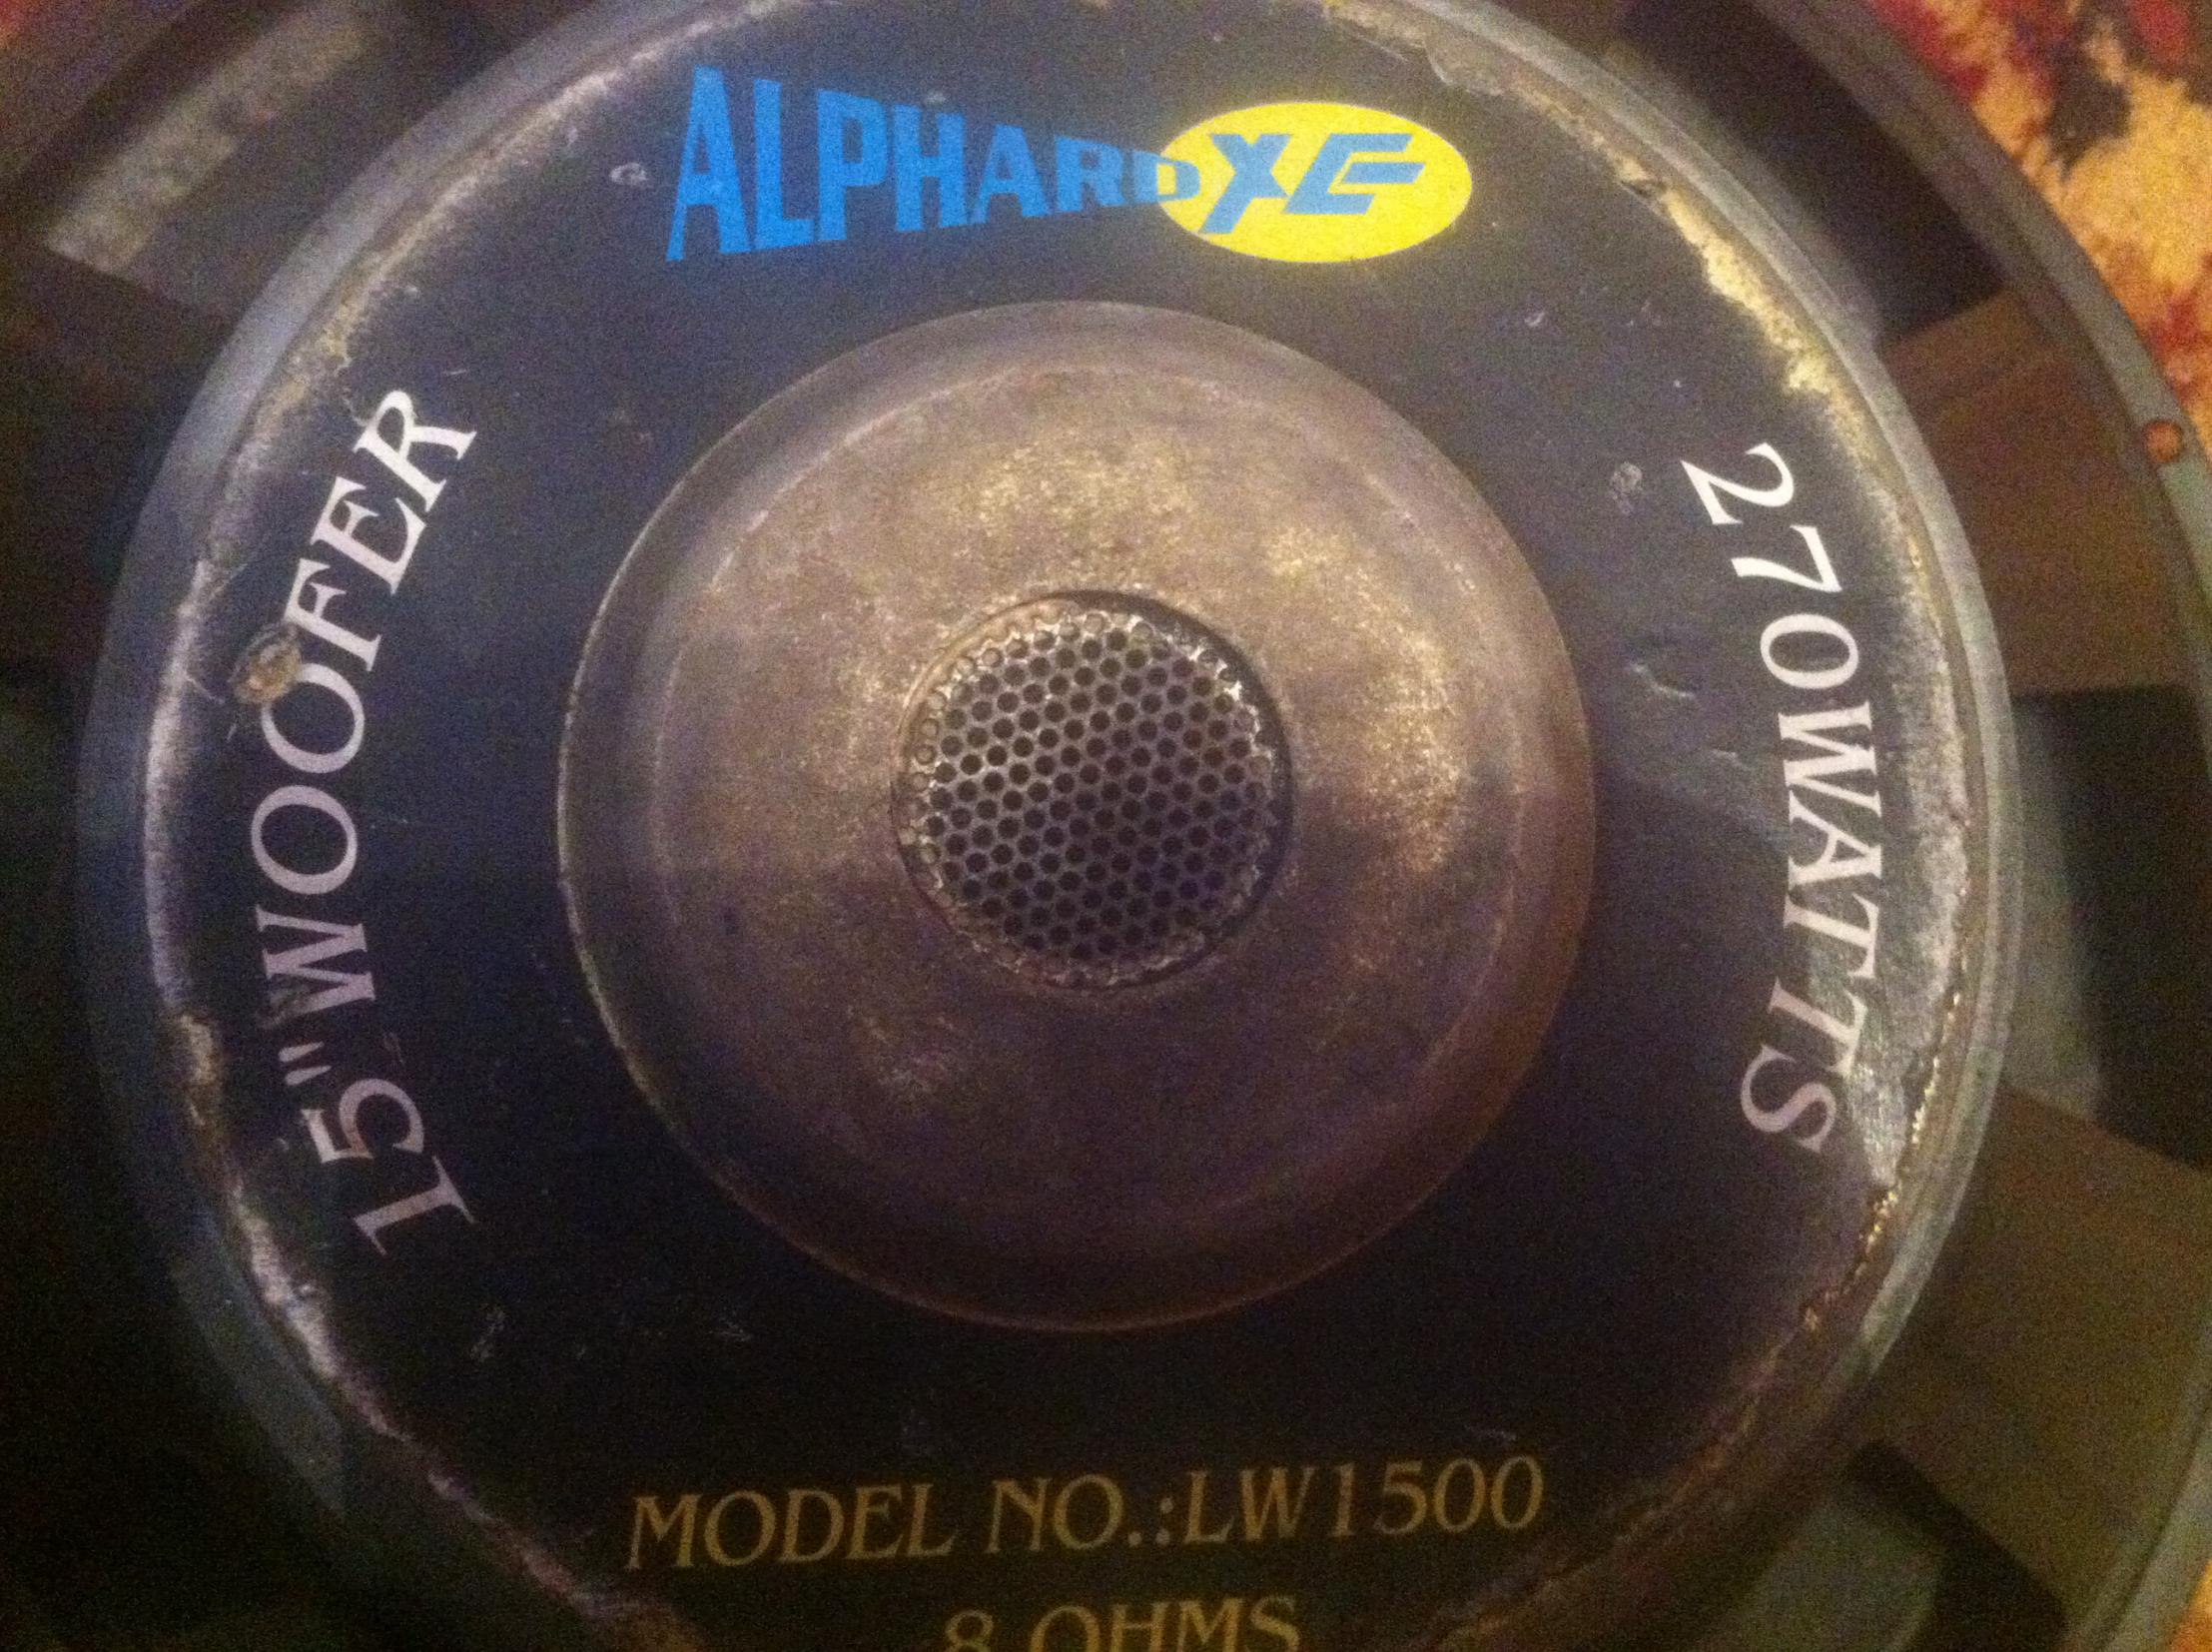 ALPHARD XE
15" WOOFER
270WATTS
MODEL NO.:LW1500
8 OHMS